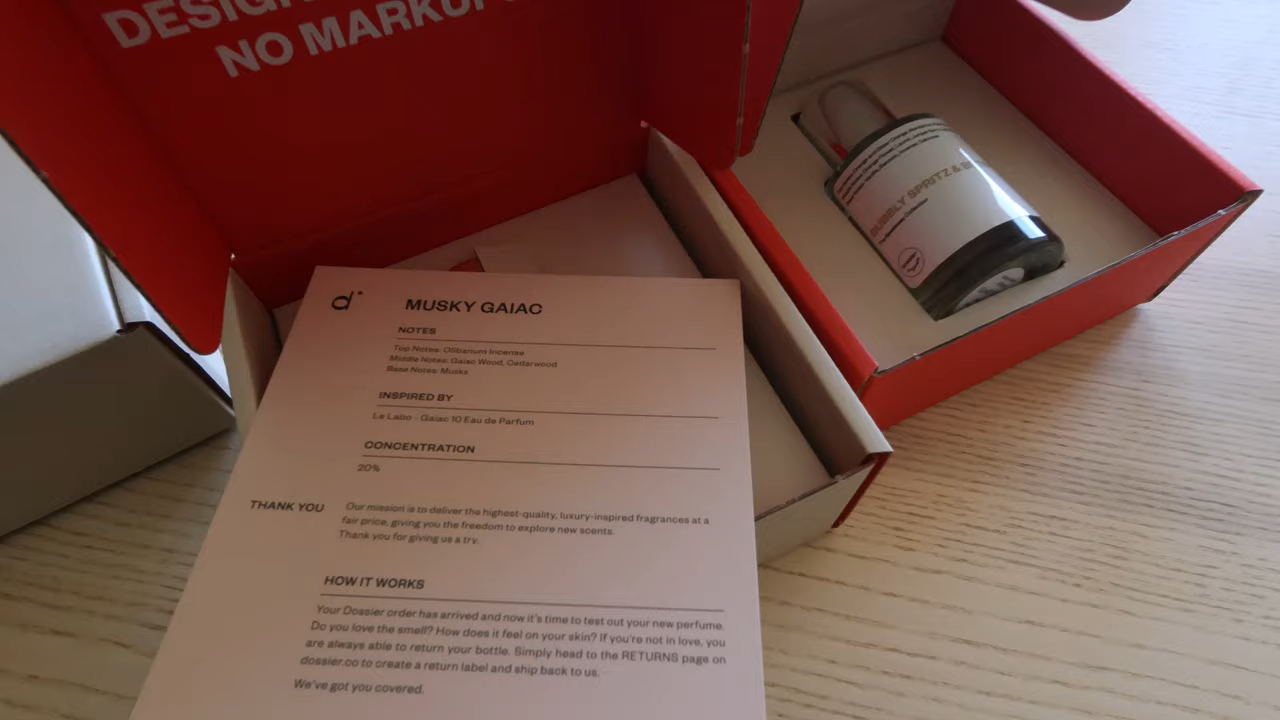 NO MARKUP
d
MUSKY GAIAC
NOTES
Top Notes: Olibanum Incense
Middle Notes: Gaiac Wood, Cedarwood
Base Notes: Musks
INSPIRED BY
Le Labo - Gaiac 10 Eau de Parfum
CONCENTRATION
20%
THANK YOU
Our mission is to deliver the highest-quality, luxury-inspired fragrances at a
fair price, giving you the freedom to explore new scents.
Thank you for giving us a try.
HOW IT WORKS
Your Dossier order has arrived and now it's time to test out your new perfume.
Do you love the smell? How does it feel on your skin? If you're not in love, you
are always able to return your bottle. Simply head to the RETURNS page on
dossier.co to create a return label and ship back to us.
We've got you covered.
BUBBLY SPRITZ &